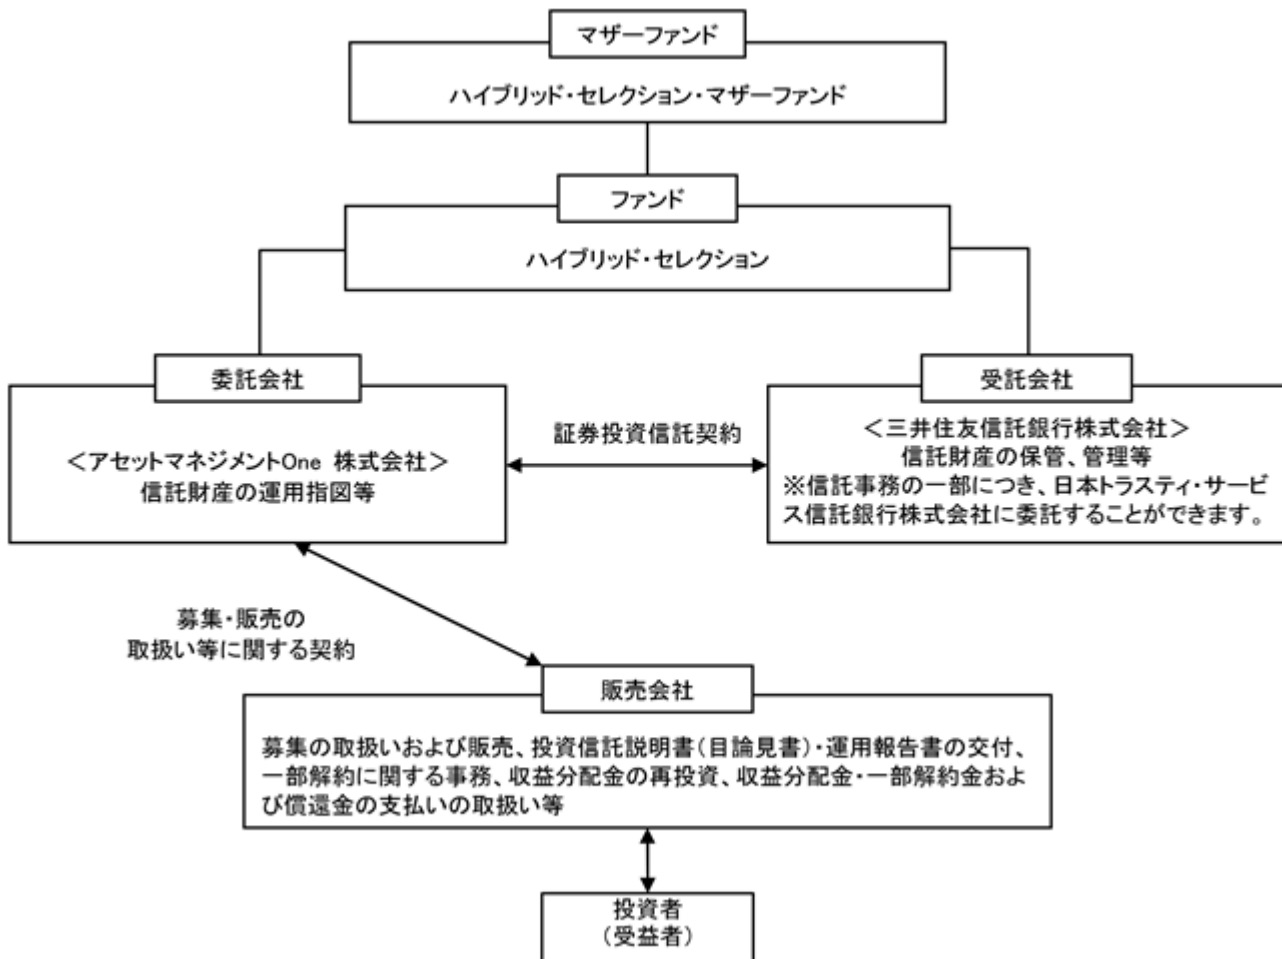 マザーファンド
ハイブリッド・セレクション・マザーファンド
ファンド
ハイブリッド・セレクション
委託会社
＜アセットマネジメントOne 株式会社＞
信託財産の運用指図等
証券投資信託契約
受託会社
＜三井住友信託銀行株式会社＞
信託財産の保管、管理等
※信託事務の一部につき、日本トラスティ・サービ
ス信託銀行株式会社に委託することができます。
募集・販売の
取扱い等に関する契約
販売会社
募集の取扱いおよび販売、投資信託説明書（目論見書）・運用報告書の交付、
一部解約に関する事務、収益分配金の再投資、収益分配金・一部解約金およ
び償還金の支払いの取扱い等
投資者
（受益者）